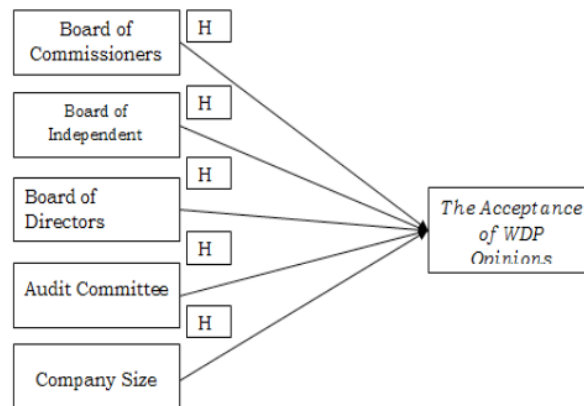 Board of
Commissioners
H
Board of
Independent
H
Board of
Directors
H
Audit Committee
H
Company Size
H
The Acceptance
of WDP
Opinions